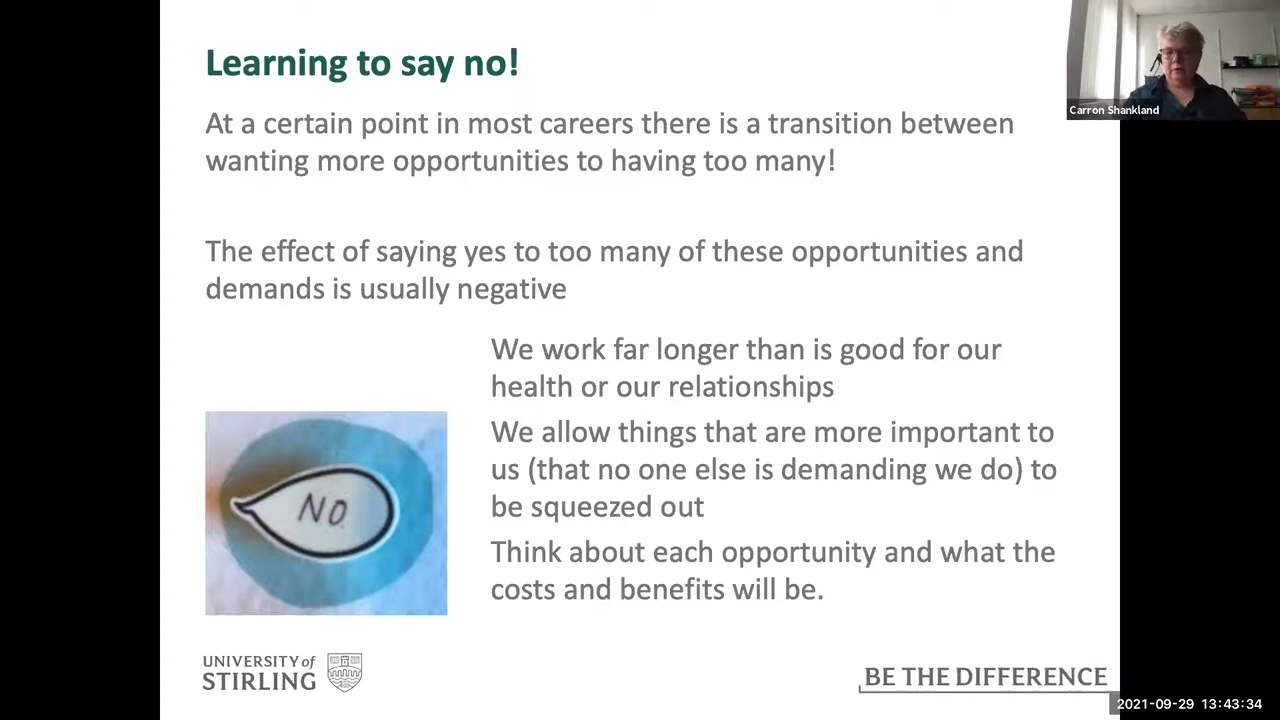 Learning to say no!
Carron Shankland
At a certain point in most careers there is a transition between
wanting more opportunities to having too many!
The effect of saying yes to too many of these opportunities and
demands is usually negative
We work far longer than is good for our
health or our relationships
We allow things that are more important to
us (that no one else is demanding we do) to
be squeezed out
Think about each opportunity and what the
costs and benefits will be.
NO
UNIVERSITY of
STIRLING
BE THE DIFFERENCE
2021-09-29 13:43:34